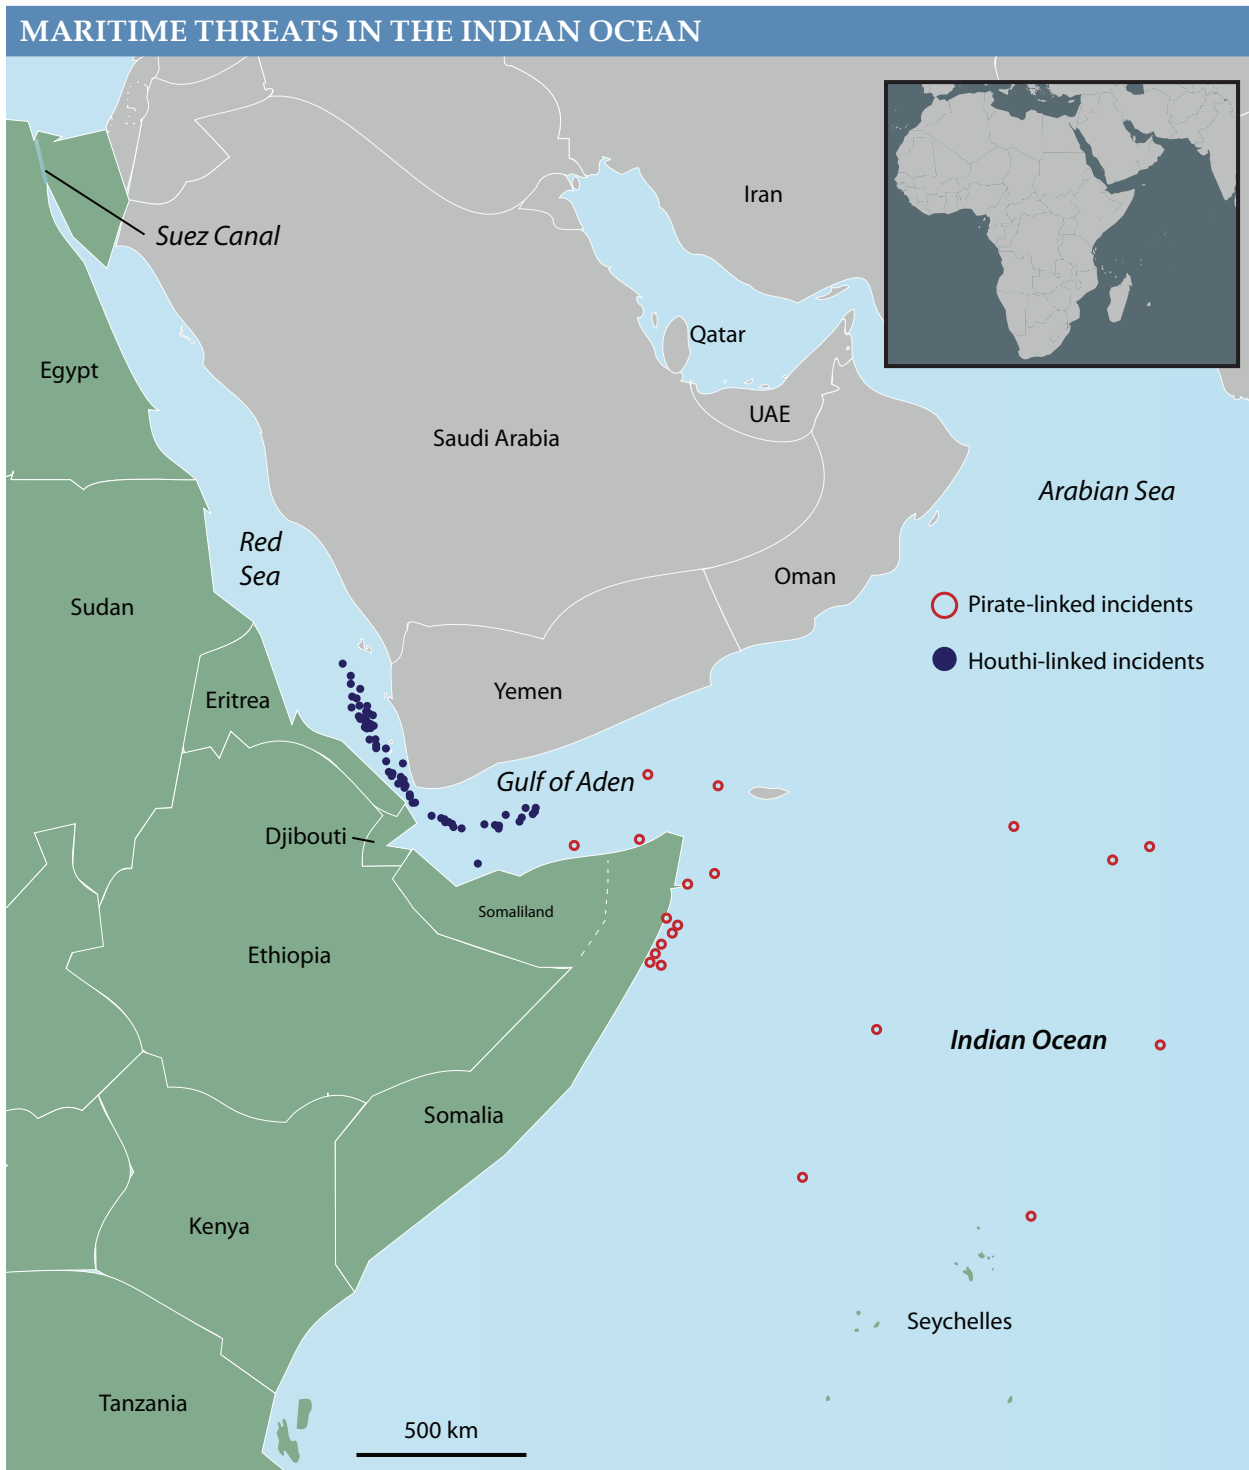 MARITIME THREATS IN THE INDIAN OCEAN
Iran
Suez Canal
Qatar
Egypt
UAE
Saudi Arabia
Arabian Sea
Red
Sea
Oman
Sudan
Pirate-linked incidents
Houthi-linked incidents
Yemen
Eritrea
Gulf of Aden
Djibouti
Somaliland
Ethiopia
Indian Ocean
Somalia
Kenya
Seychelles
Tanzania
500 km